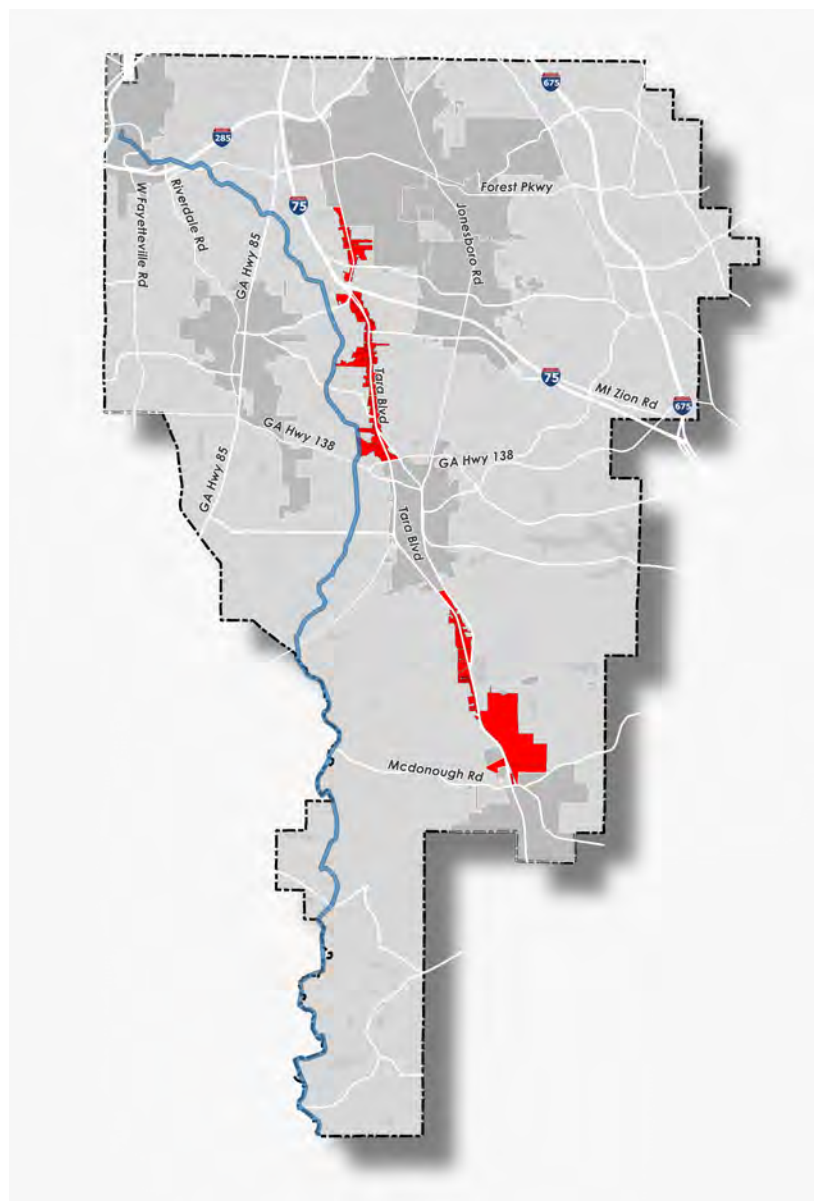 675
285
W Fayetteville Rd
Riverdale Rd
GA Hwy 85
75
Forest Pkwy
Jonesboro Rd
Tara Blvd
75
Mt Zion Rd
675
GA Hwy 138
GA Hwy 85
GA Hwy 138
Tara Blvd
Mcdonough Rd